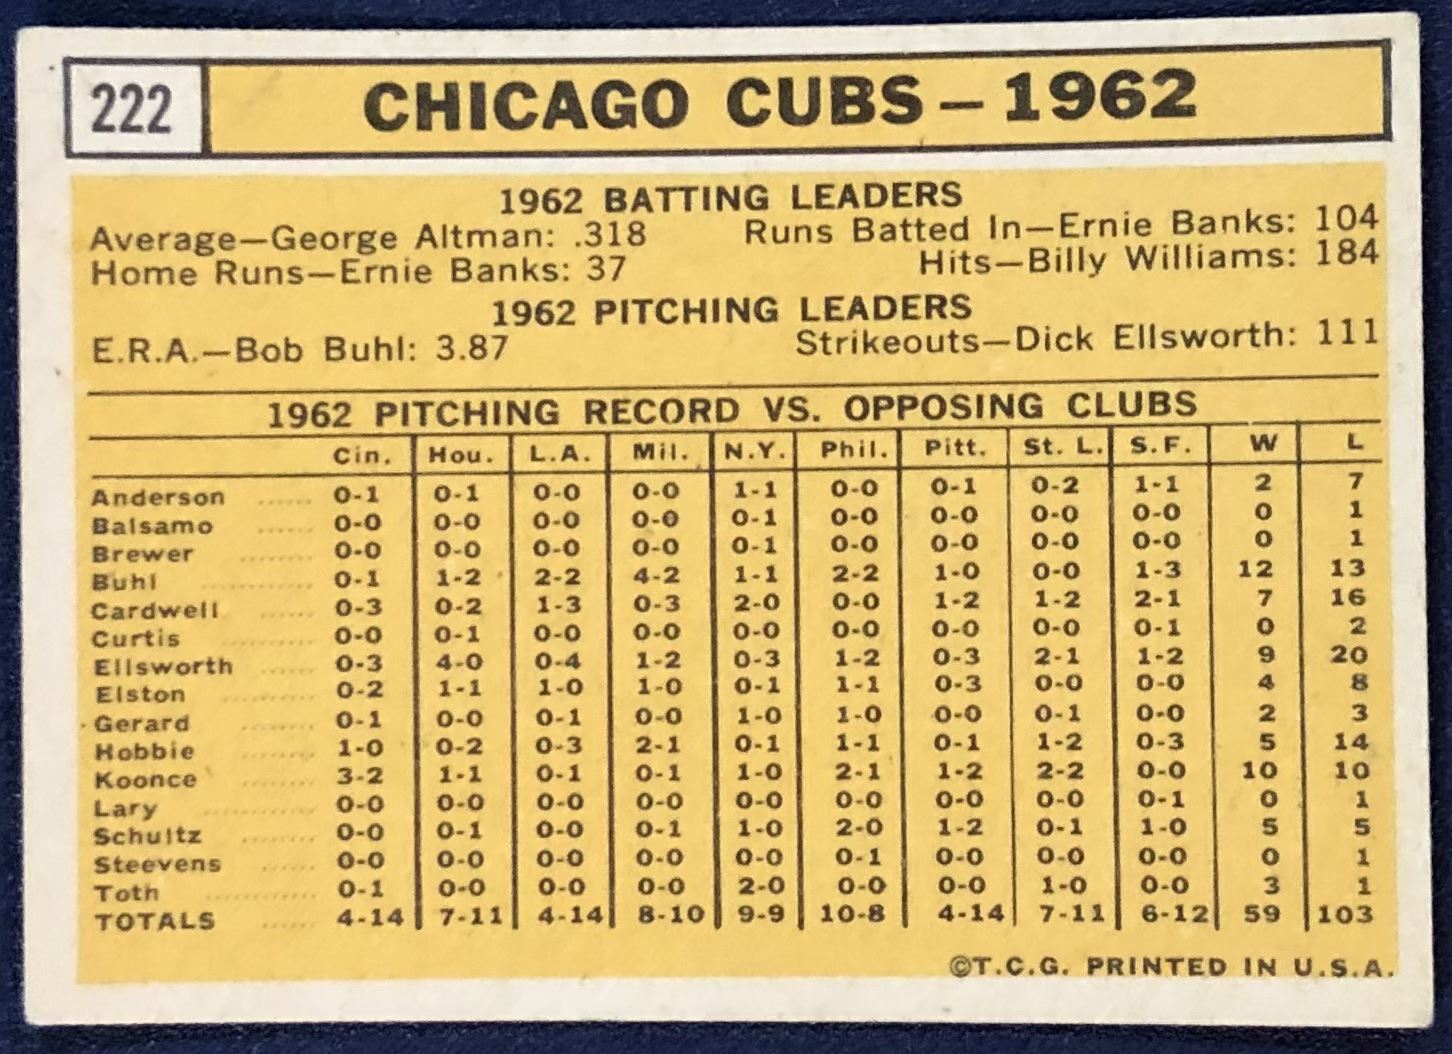 222 CHICAGO CUBS — 1962
1962 BATTING LEADERS
Average—George Altman: .318 Runs Batted In—Ernie Banks: 104
Home Runs—Ernie Banks: 37 Hits—Billy Williams: 184
1962 PITCHING LEADERS
E.R.A.—Bob Buhl: 3.87 Strikeouts—Dick Ellsworth: 111
1962 PITCHING RECORD VS. OPPOSING CLUBS
Cin. Hou. L.A. Mil. N.Y. Phil. Pitt. St. L. S.F. W L
Anderson ...... 0-1 0-1 0-0 0-0 1-1 0-0 0-1 0-2 1-1 2 7
Balsamo ...... 0-0 0-0 0-0 0-0 0-1 0-0 0-0 0-0 0-0 0 1
Brewer ........ 0-0 0-0 0-0 0-0 0-1 0-0 0-0 0-0 0-0 0 1
Buhl ............ 0-1 1-2 2-2 4-2 1-1 2-2 1-0 0-0 1-3 12 13
Cardwell ...... 0-3 0-2 1-3 0-3 2-0 0-0 1-2 1-2 2-1 7 16
Curtis .......... 0-0 0-1 0-0 0-0 0-0 0-0 0-0 0-0 0-1 0 2
Ellsworth ...... 0-3 4-0 0-4 1-2 0-3 1-2 0-3 2-1 1-2 9 20
Elston .......... 0-2 1-1 1-0 1-0 0-1 1-1 0-3 0-0 0-0 4 8
Gerard ........ 0-1 0-0 0-1 0-0 1-0 1-0 0-0 0-1 0-0 2 3
Hobbie ........ 1-0 0-2 0-3 2-1 0-1 1-1 0-1 1-2 0-3 5 14
Koonce ........ 3-2 1-1 0-1 0-1 1-0 2-1 1-2 2-2 0-0 10 10
Lary ............ 0-0 0-0 0-0 0-0 0-0 0-0 0-0 0-0 0-1 0 1
Schultz ........ 0-0 0-1 0-0 0-1 1-0 2-0 1-2 0-1 1-0 5 5
Steevens ...... 0-0 0-0 0-0 0-0 0-0 0-1 0-0 0-0 0-0 0 1
Toth ............ 0-1 0-0 0-0 0-0 2-0 0-0 0-0 1-0 0-0 3 1
TOTALS ...... 4-14 7-11 4-14 8-10 9-9 10-8 4-14 7-11 6-12 59 103
©T.C.G. PRINTED IN U.S.A.